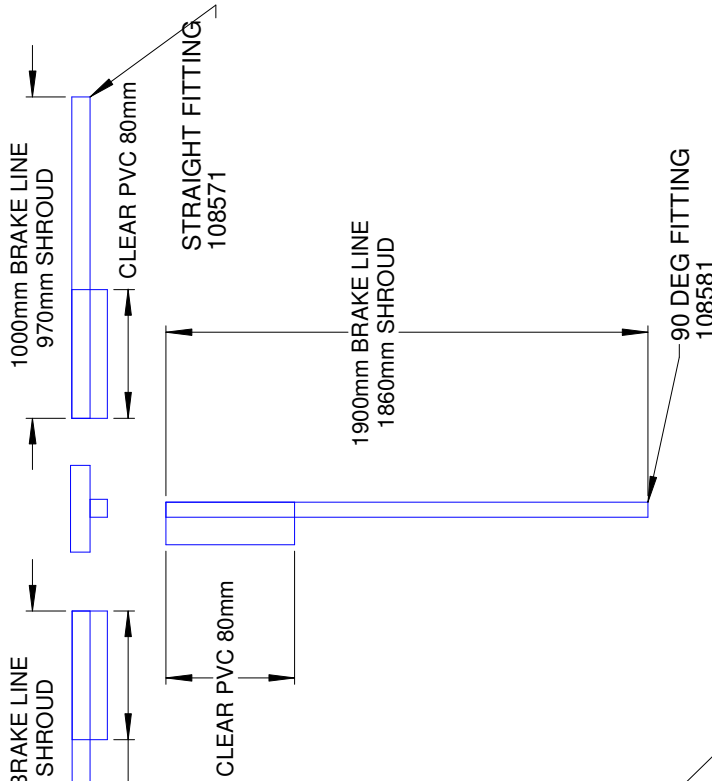 1000mm BRAKE LINE
970mm SHROUD
CLEAR PVC 80mm
STRAIGHT FITTING
108571
1900mm BRAKE LINE
1860mm SHROUD
90 DEG FITTING
108581
BRAKE LINE
SHROUD
CLEAR PVC 80mm